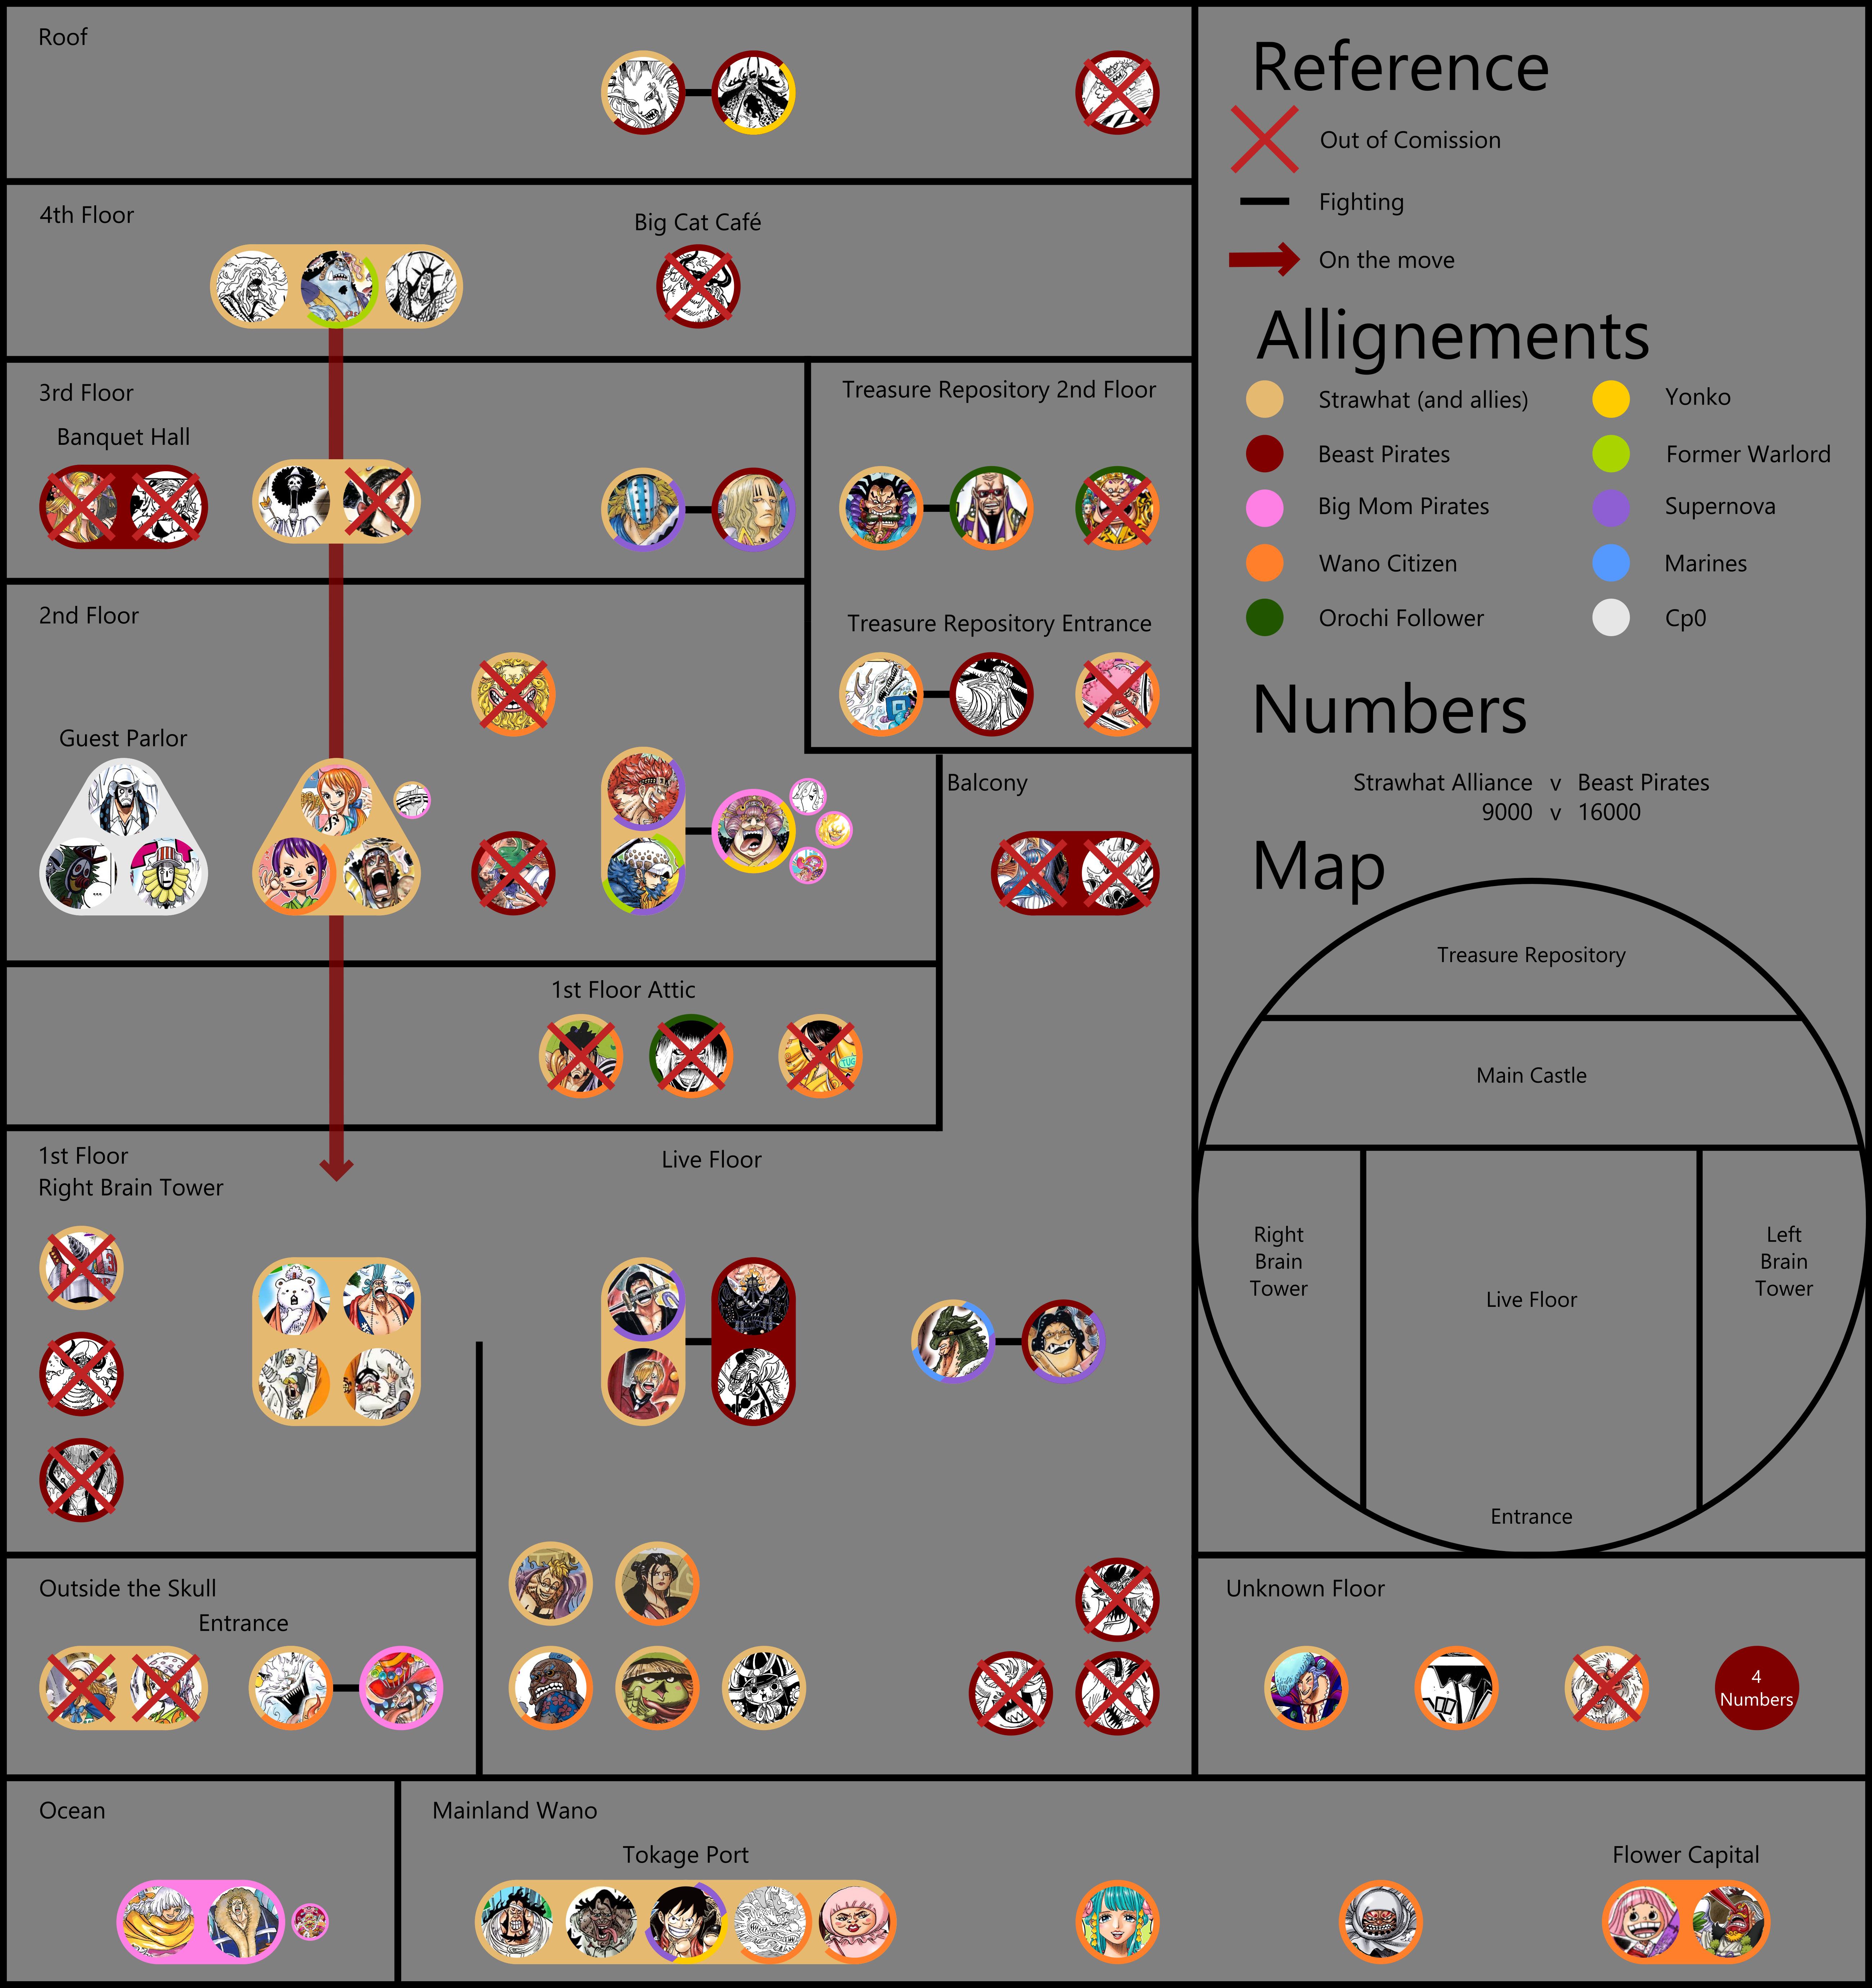 Roof
4th Floor
Big Cat Café
3rd Floor
Banquet Hall
Treasure Repository 2nd Floor
2nd Floor
Treasure Repository Entrance
Guest Parlor
Balcony
1st Floor Attic
1st Floor
Right Brain Tower
Live Floor
Outside the Skull
Entrance
Ocean
Mainland Wano
Tokage Port
Flower Capital
Reference
Out of Comission
Fighting
On the move
Allignements
Strawhat (and allies)
Yonko
Beast Pirates
Former Warlord
Big Mom Pirates
Supernova
Wano Citizen
Marines
Orochi Follower
Cp0
Numbers
Strawhat Alliance v Beast Pirates
9000 v 16000
Map
Treasure Repository
Main Castle
Right
Brain
Tower
Live Floor
Left
Brain
Tower
Entrance
Unknown Floor
4
Numbers